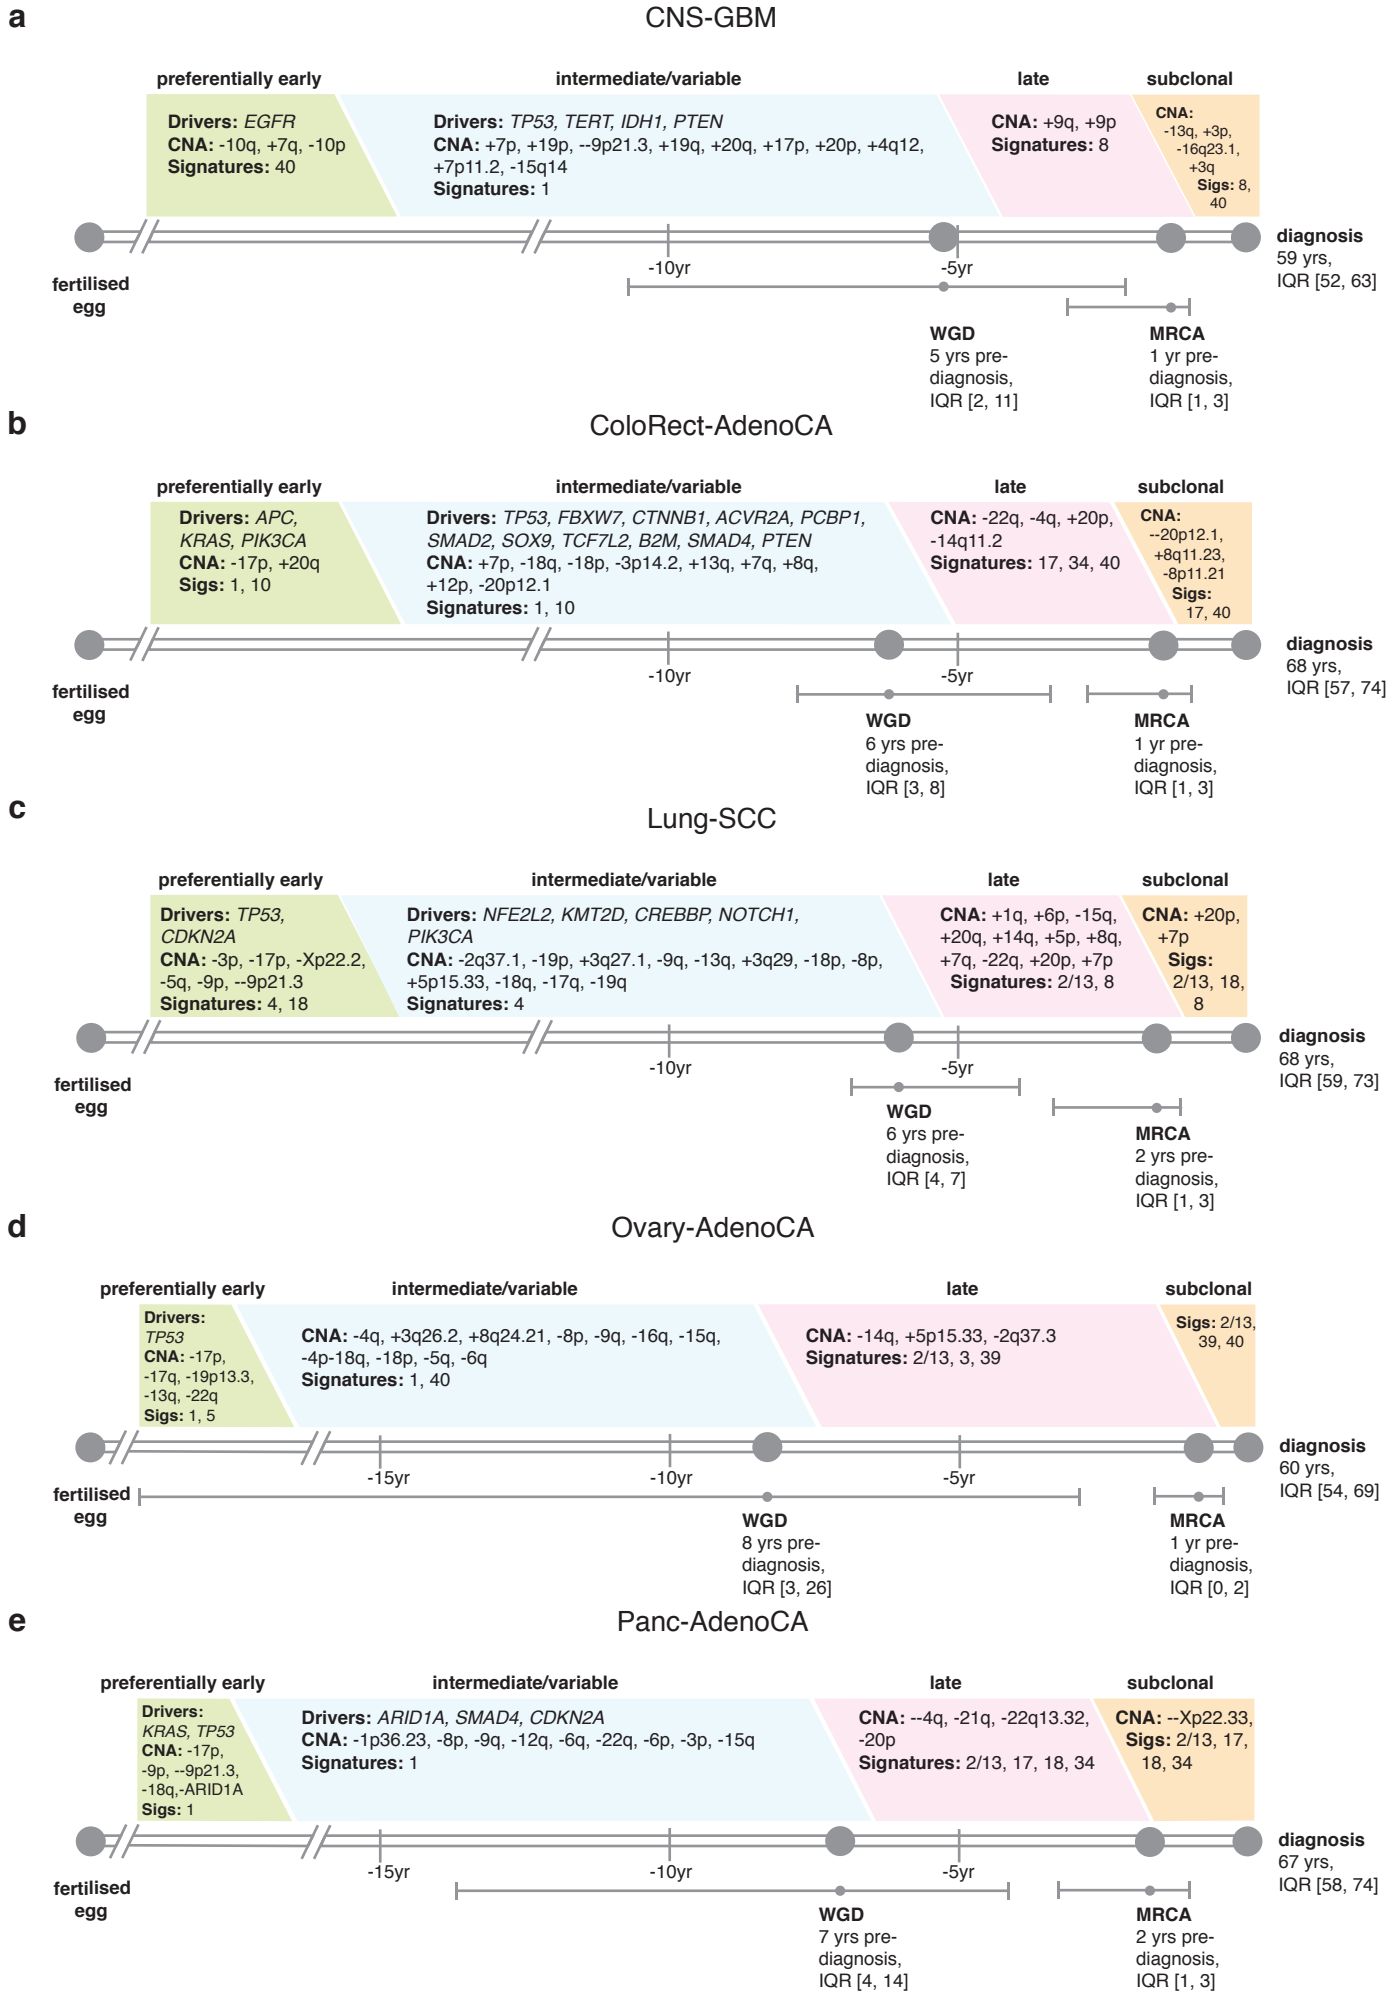 a
CNS-GBM
preferentially early
intermediate/variable
late
subclonal
Drivers: EGFR
CNA: -10q, +7q, -10p
Signatures: 40
Drivers: TP53, TERT, IDH1, PTEN
CNA: +7p, +19p, --9p21.3, +19q, +20q, +17p, +20p, +4q12,
+7p11.2, -15q14
Signatures: 1
CNA: +9q, +9p
Signatures: 8
CNA:
-13q, +3p,
-16q23.1,
+3q
Sigs: 8,
40
fertilised
egg
-10yr
-5yr
diagnosis
59 yrs,
IQR [52, 63]
WGD
5 yrs pre-
diagnosis,
IQR [2, 11]
MRCA
1 yr pre-
diagnosis,
IQR [1, 3]
b
ColoRect-AdenoCA
preferentially early
intermediate/variable
late
subclonal
Drivers: APC,
KRAS, PIK3CA
CNA: -17p, +20q
Sigs: 1, 10
Drivers: TP53, FBXW7, CTNNB1, ACVR2A, PCBP1,
SMAD2, SOX9, TCF7L2, B2M, SMAD4, PTEN
CNA: +7p, -18q, -18p, -3p14.2, +13q, +7q, +8q,
+12p, -20p12.1
Signatures: 1, 10
CNA: -22q, -4q, +20p,
-14q11.2
Signatures: 17, 34, 40
CNA:
--20p12.1,
+8q11.23,
-8p11.21
Sigs:
17, 40
fertilised
egg
-10yr
-5yr
diagnosis
68 yrs,
IQR [57, 74]
WGD
6 yrs pre-
diagnosis,
IQR [3, 8]
MRCA
1 yr pre-
diagnosis,
IQR [1, 3]
c
Lung-SCC
preferentially early
intermediate/variable
late
subclonal
Drivers: TP53,
CDKN2A
CNA: -3p, -17p, -Xp22.2,
-5q, -9p, --9p21.3
Signatures: 4, 18
Drivers: NFE2L2, KMT2D, CREBBP, NOTCH1,
PIK3CA
CNA: -2q37.1, -19p, +3q27.1, -9q, -13q, +3q29, -18p, -8p,
+5p15.33, -18q, -17q, -19q
Signatures: 4
CNA: +1q, +6p, -15q,
+20q, +14q, +5p, +8q,
+7q, -22q, +20p, +7p
Signatures: 2/13, 8
CNA: +20p,
+7p
Sigs:
2/13, 18,
8
fertilised
egg
-10yr
-5yr
diagnosis
68 yrs,
IQR [59, 73]
WGD
6 yrs pre-
diagnosis,
IQR [4, 7]
MRCA
2 yrs pre-
diagnosis,
IQR [1, 3]
d
Ovary-AdenoCA
preferentially early
intermediate/variable
late
subclonal
Drivers:
TP53
CNA: -17p,
-17q, -19p13.3,
-13q, -22q
Sigs: 1, 5
CNA: -4q, +3q26.2, +8q24.21, -8p, -9q, -16q, -15q,
-4p-18q, -18p, -5q, -6q
Signatures: 1, 40
CNA: -14q, +5p15.33, -2q37.3
Signatures: 2/13, 3, 39
Sigs: 2/13,
39, 40
fertilised
egg
-15yr
-10yr
-5yr
diagnosis
60 yrs,
IQR [54, 69]
WGD
8 yrs pre-
diagnosis,
IQR [3, 26]
MRCA
1 yr pre-
diagnosis,
IQR [0, 2]
e
Panc-AdenoCA
preferentially early
intermediate/variable
late
subclonal
Drivers:
KRAS, TP53
CNA: -17p,
-9p, --9p21.3,
-18q,-ARID1A
Sigs: 1
Drivers: ARID1A, SMAD4, CDKN2A
CNA: -1p36.23, -8p, -9q, -12q, -6q, -22q, -6p, -3p, -15q
Signatures: 1
CNA: --4q, -21q, -22q13.32,
-20p
Signatures: 2/13, 17, 18, 34
CNA: --Xp22.33,
Sigs: 2/13, 17,
18, 34
fertilised
egg
-15yr
-10yr
-5yr
diagnosis
67 yrs,
IQR [58, 74]
WGD
7 yrs pre-
diagnosis,
IQR [4, 14]
MRCA
2 yrs pre-
diagnosis,
IQR [1, 3]